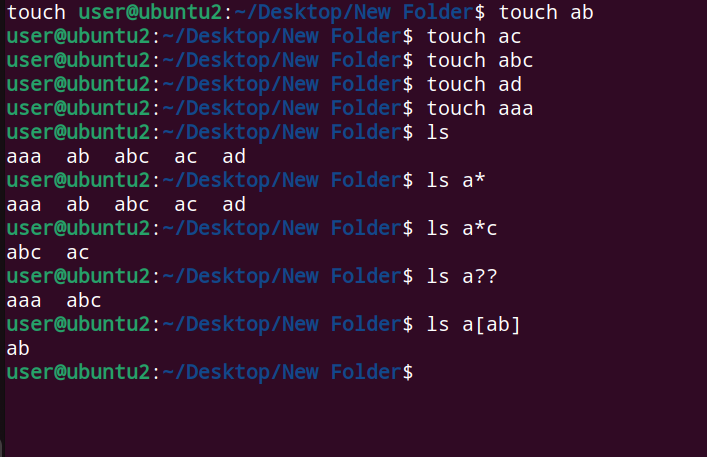 touch user@ubuntu2:~/Desktop/New Folder$ touch ab
user@ubuntu2:~/Desktop/New Folder$ touch ac
user@ubuntu2:~/Desktop/New Folder$ touch abc
user@ubuntu2:~/Desktop/New Folder$ touch ad
user@ubuntu2:~/Desktop/New Folder$ touch aaa
user@ubuntu2:~/Desktop/New Folder$ ls
aaa  ab  abc  ac  ad
user@ubuntu2:~/Desktop/New Folder$ ls a*
aaa  ab  abc  ac  ad
user@ubuntu2:~/Desktop/New Folder$ ls a*c
abc  ac
user@ubuntu2:~/Desktop/New Folder$ ls a??
aaa  abc
user@ubuntu2:~/Desktop/New Folder$ ls a[ab]
ab
user@ubuntu2:~/Desktop/New Folder$